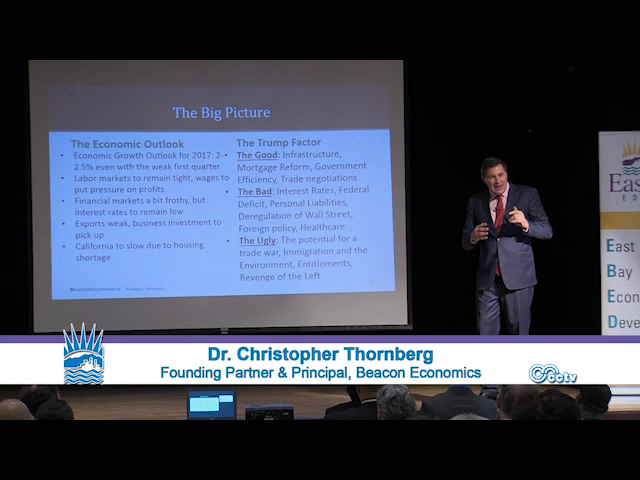 The Big Picture
The Economic Outlook
Economic Growth Outlook for 2017: 2-
2.5% even with the weak first quarter
Labor markets to remain tight, wages to
put pressure on profits
Financial markets a bit frothy, but
interest rates to remain low
Exports weak, business investment to
pick up
California to slow due to housing
shortage
The Trump Factor
The Good: Infrastructure,
Mortgage Reform, Government
Efficiency, Trade negotiations
The Bad: Interest Rates, Federal
Deficit, Personal Liabilities,
Deregulation of Wall Street,
Foreign policy, Healthcare
The Ugly: The potential for a
trade war, Immigration and the
Environment, Entitlements,
Revenge of the Left
East
Bay
Econ
Deve
Dr. Christopher Thornberg
Founding Partner & Principal, Beacon Economics
cctv